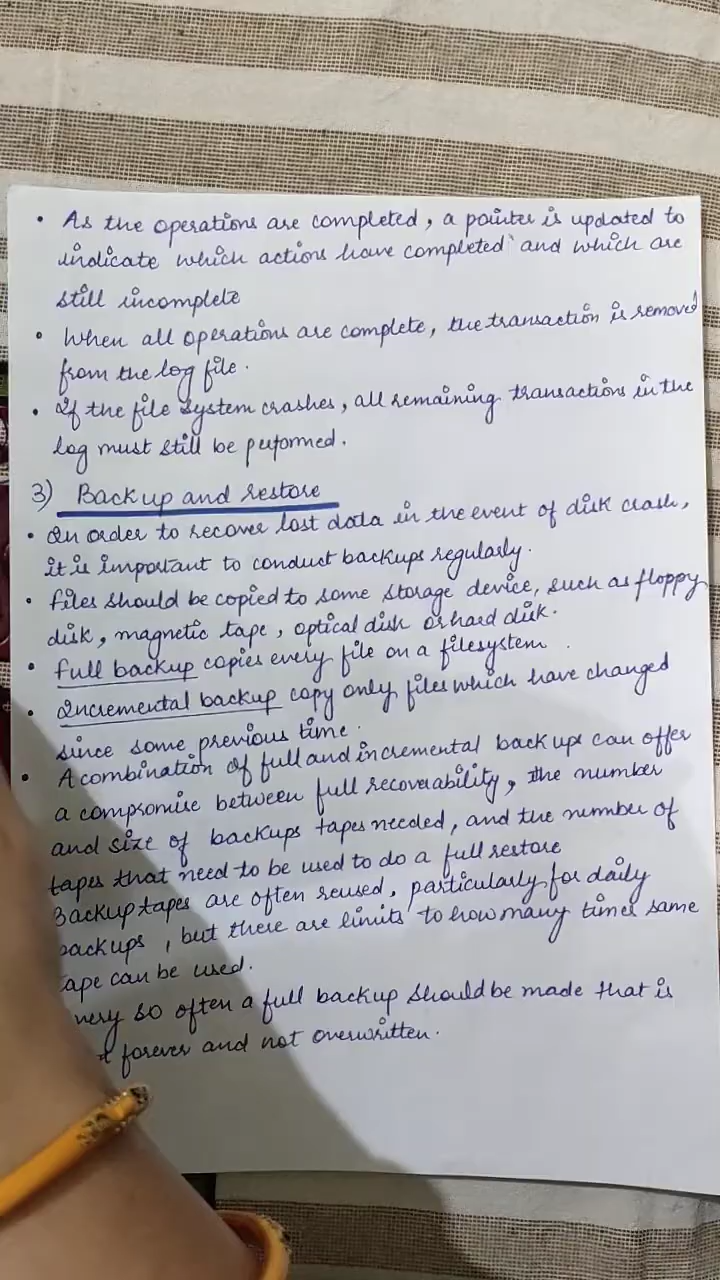 • As the operations are completed, a pointer is updated to
indicate which actions have completed and which are
still incomplete
• When all operations are complete, the transaction is removed
from the log file.
• If the file system crashes, all remaining transactions in the
log must still be performed.
3) Backup and restore
• In order to recover lost data in the event of disk crash,
it is important to conduct backups regularly.
• files should be copied to some storage device, such as floppy
disk, magnetic tape, optical disk or hard disk.
• full backup copies every file on a filesystem.
• Incremental backup copy only files which have changed
since some previous time.
• A combination of full and incremental backups can offer
a compromise between full recoverability, the number
and size of backups tapes needed, and the number of
tapes that need to be used to do a full restore
Backup tapes are often reused, particularly for daily
backups, but there are limits to how many times same
ape can be used.
very so often a full backup should be made that is
t forever and not overwritten.